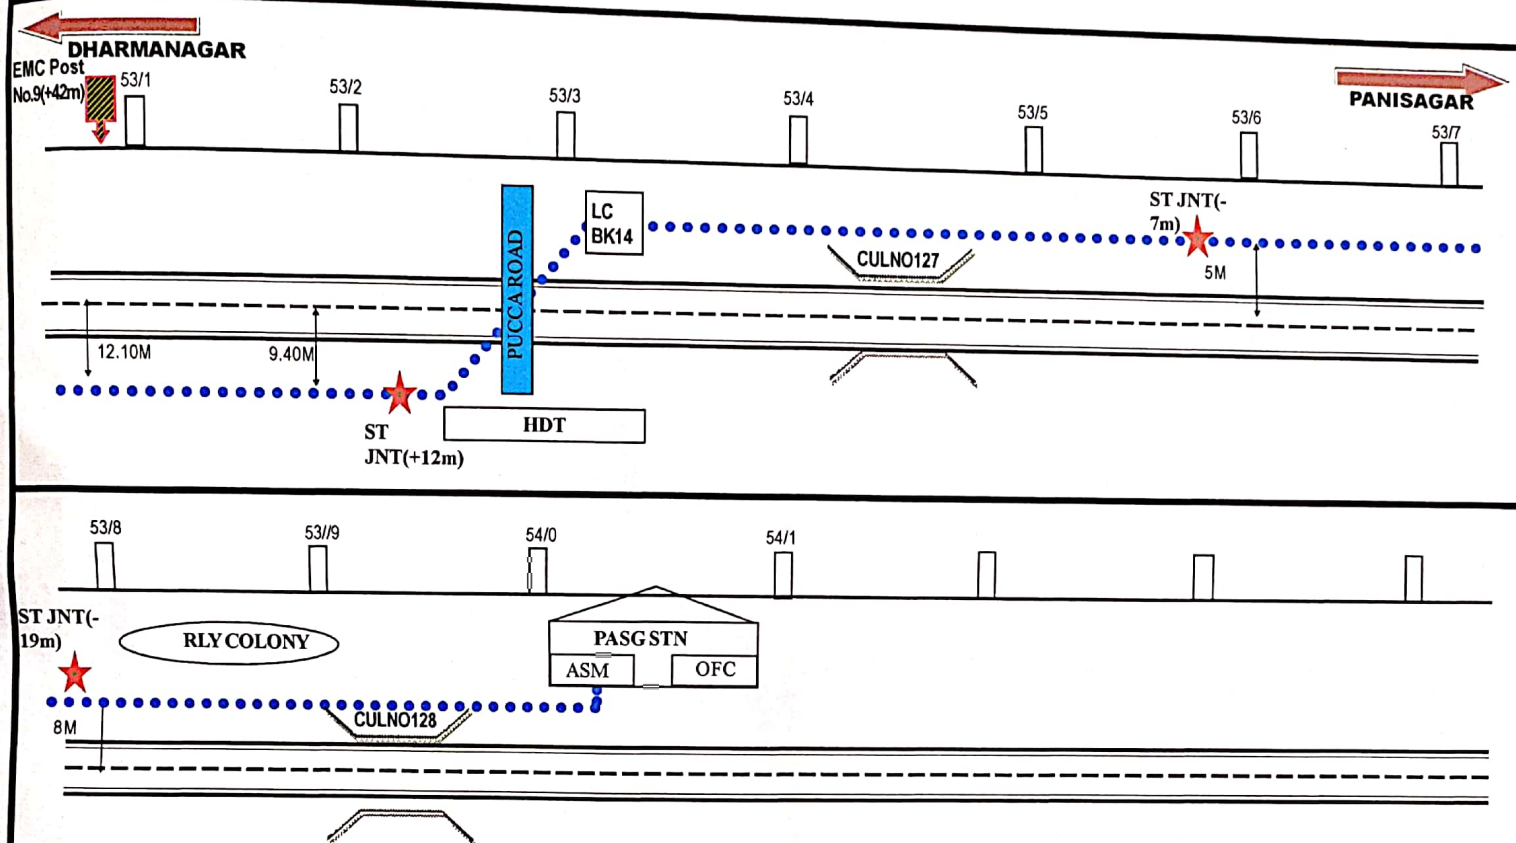 DHARMANAGAR
EMC Post
No.9(+42m)
53/1
53/2
53/3
53/4
53/5
53/6
53/7
PANISAGAR
LC
BK14
PUCCA ROAD
ST JNT(-
7m)
CULNO127
5M
12.10M
9.40M
ST
JNT(+12m)
HDT
53/8
53//9
54/0
54/1
ST JNT(-
19m)
RLY COLONY
PASG STN
ASM
OFC
8M
CULNO128